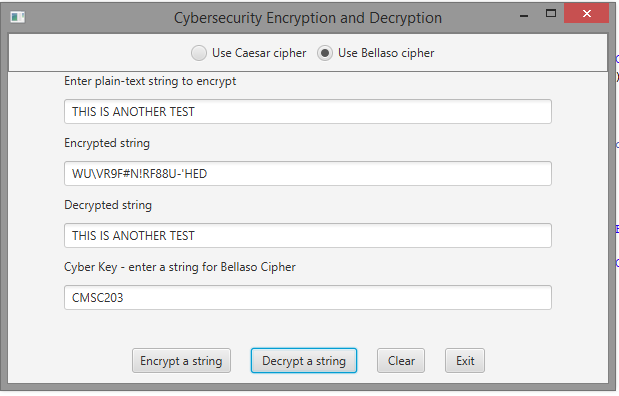 Cybersecurity Encryption and Decryption
Use Caesar cipher Use Bellaso cipher
Enter plain-text string to encrypt
THIS IS ANOTHER TEST
Encrypted string
WU\VR9F#N!RF88U-'HED
Decrypted string
THIS IS ANOTHER TEST
Cyber Key - enter a string for Bellaso Cipher
CMSC203
Encrypt a string Decrypt a string Clear Exit